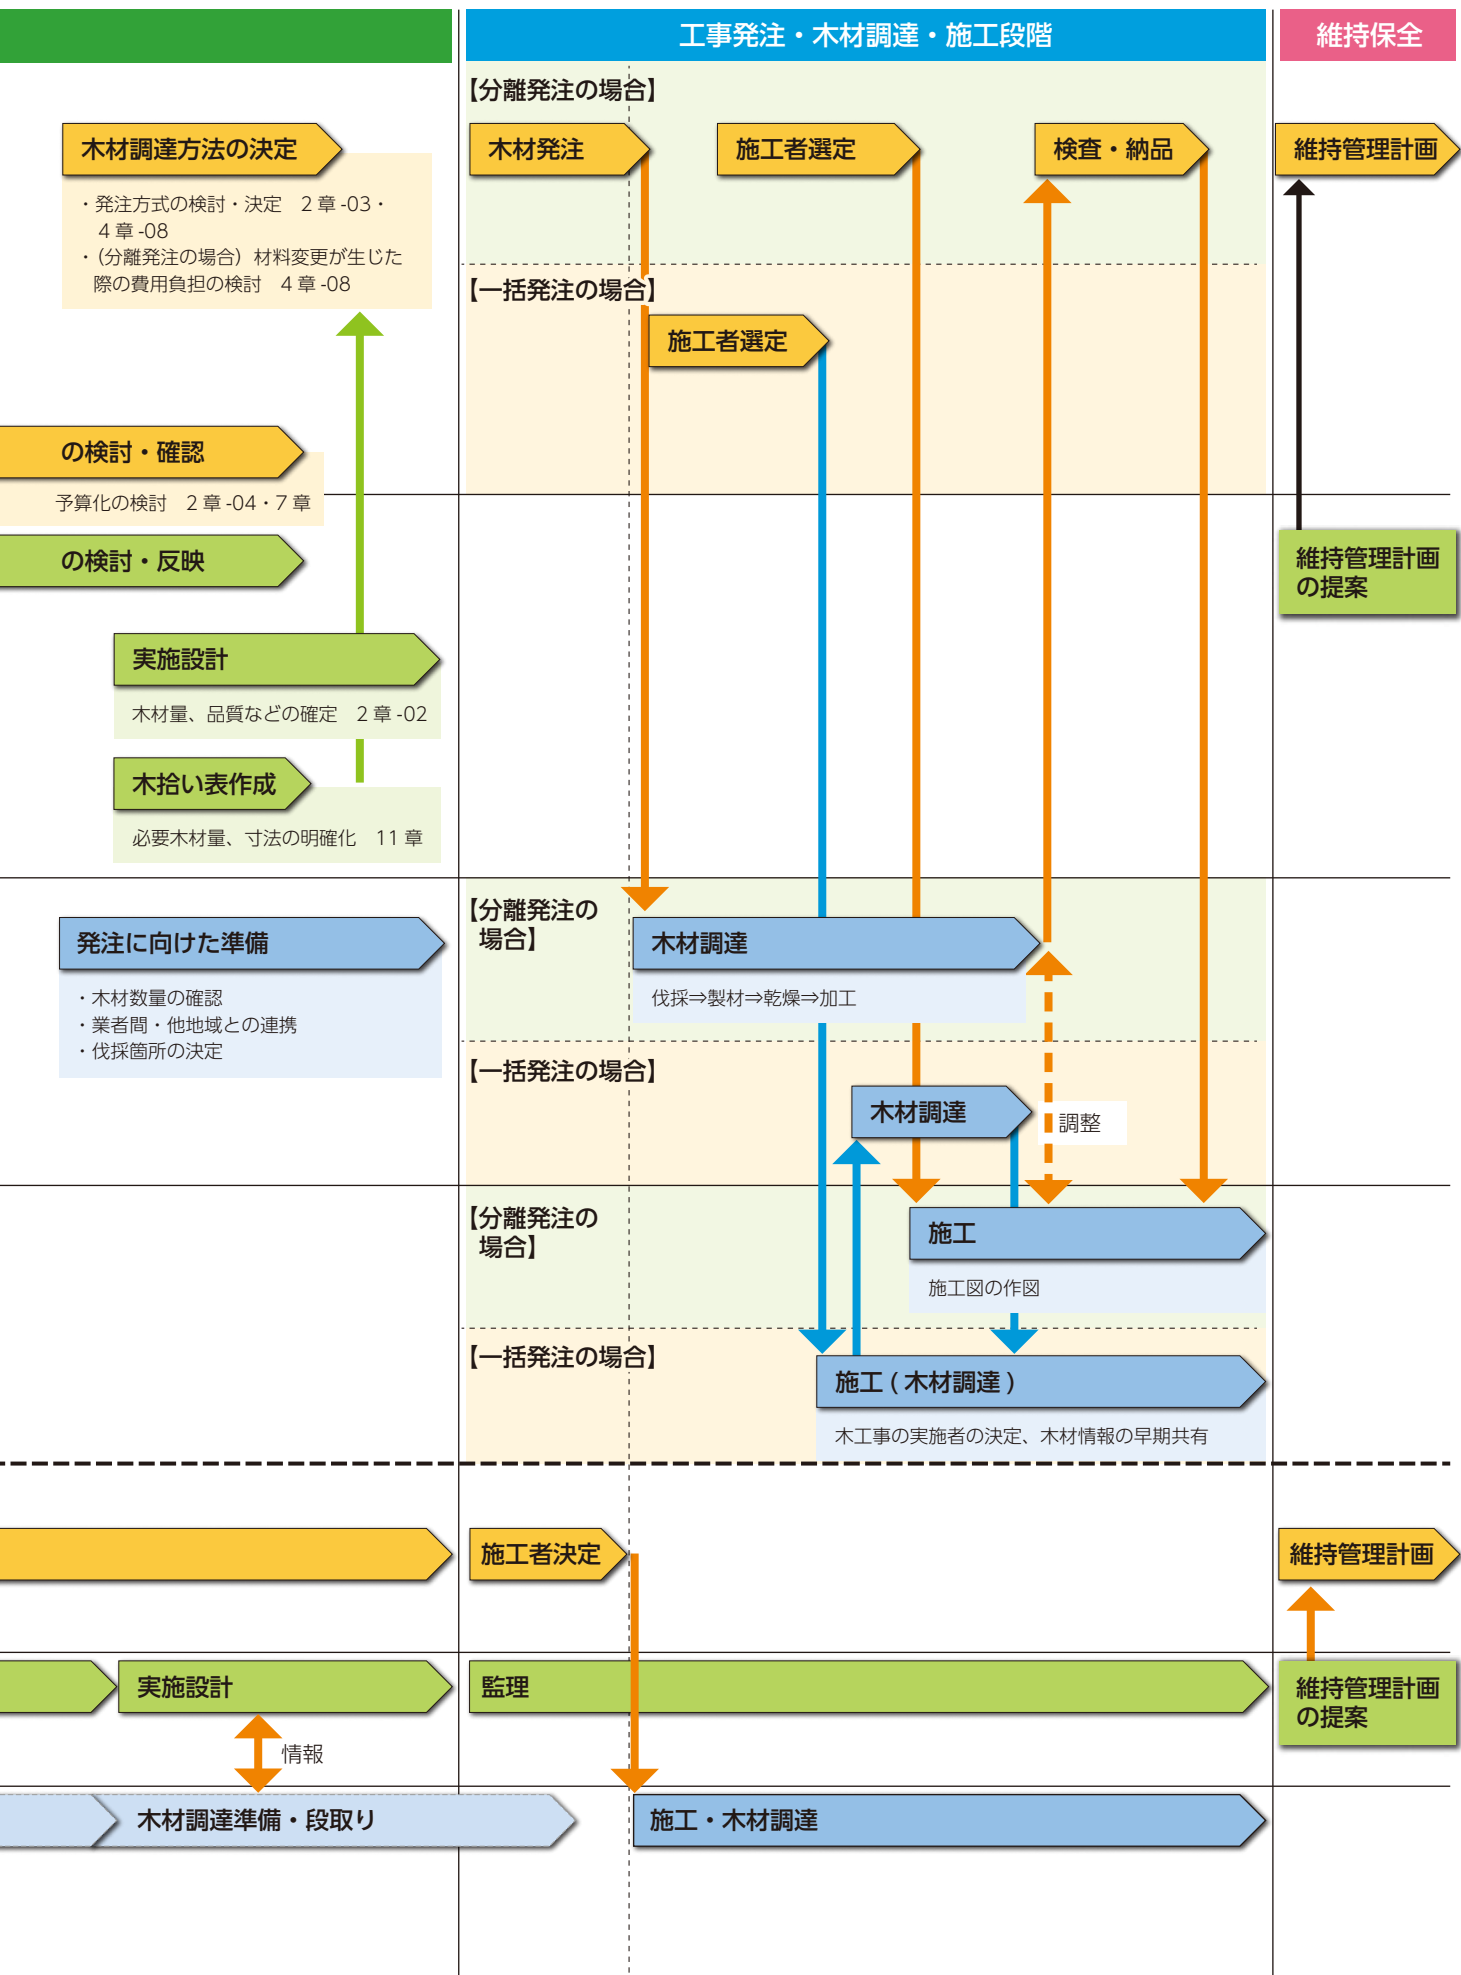 工事発注・木材調達・施工段階
維持保全
【分離発注の場合】
木材調達方法の決定
木材発注
施工者選定
検査・納品
維持管理計画
・発注方式の検討・決定　2 章 -03・
4 章 -08
・（分離発注の場合）材料変更が生じた
際の費用負担の検討　4 章 -08
【一括発注の場合】
施工者選定
の検討・確認
予算化の検討　2 章 -04・7 章
の検討・反映
維持管理計画
の提案
実施設計
木材量、品質などの確定　2 章 -02
木拾い表作成
必要木材量、寸法の明確化　11 章
【分離発注の
場合】
発注に向けた準備
木材調達
・木材数量の確認
・業者間・他地域との連携
・伐採箇所の決定
伐採⇒製材⇒乾燥⇒加工
【一括発注の場合】
木材調達
調整
【分離発注の
場合】
施工
施工図の作図
【一括発注の場合】
施工 ( 木材調達 )
木工事の実施者の決定、木材情報の早期共有
施工者決定
維持管理計画
実施設計
監理
維持管理計画
の提案
情報
木材調達準備・段取り
施工・木材調達